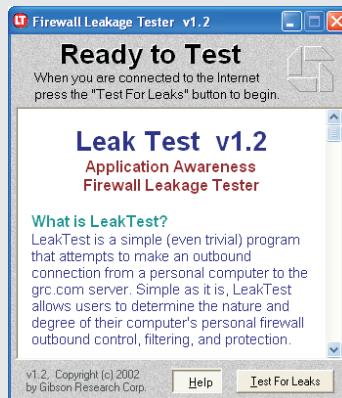 LT Firewall Leakage Tester v1.2
Ready to Test
When you are connected to the Internet
press the "Test For Leaks" button to begin.
Leak Test v1.2
Application Awareness
Firewall Leakage Tester
What is LeakTest?
LeakTest is a simple (even trivial) program
that attempts to make an outbound
connection from a personal computer to the
grc.com server. Simple as it is, LeakTest
allows users to determine the nature and
degree of their computer's personal firewall
outbound control, filtering, and protection.
v1.2, Copyright (c) 2002
by Gibson Research Corp.
Help
Test For Leaks